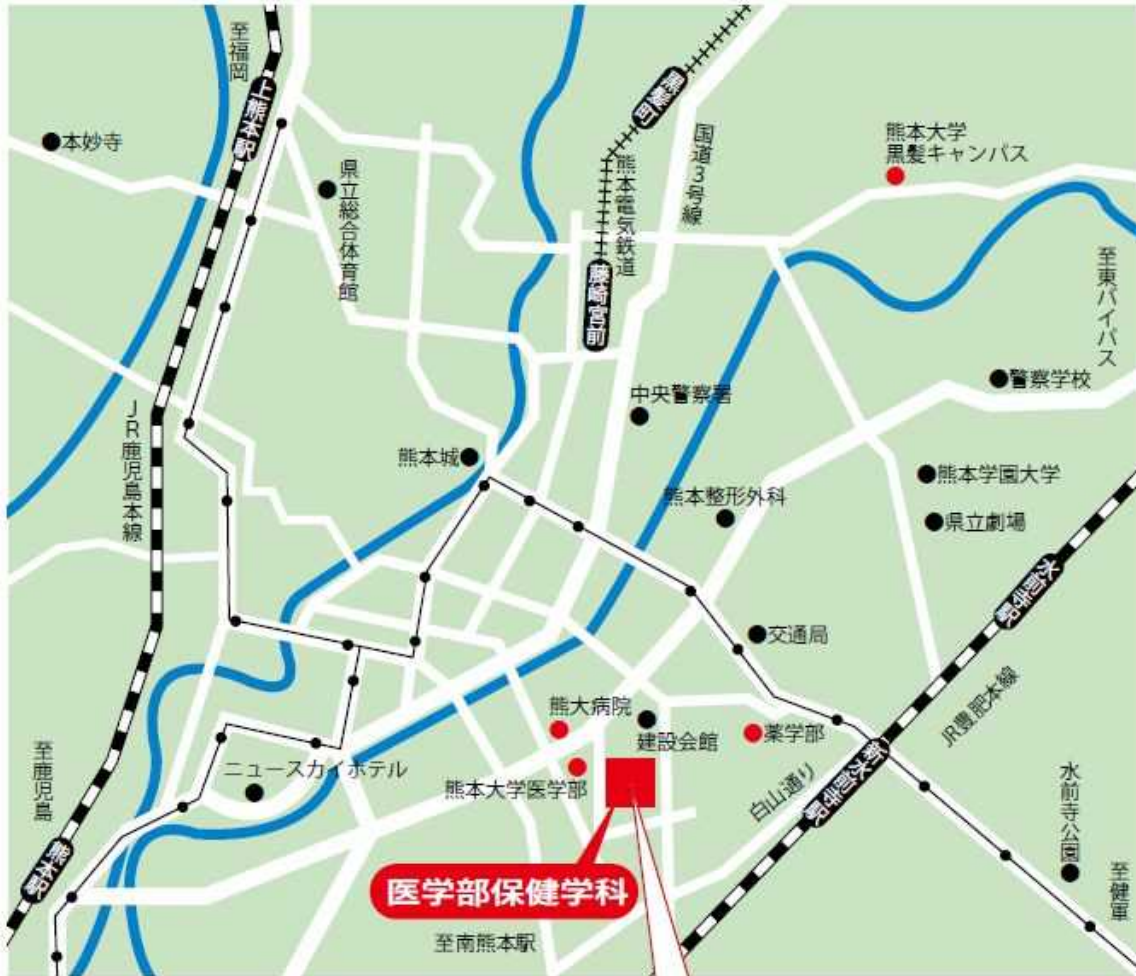 至福岡
上熊本駅
黒髪町
本妙寺
県立総合体育館
熊本電気鉄道
国道3号線
熊本大学
黒髪キャンパス
藤崎宮前
至東バイパス
JR鹿児島本線
中央警察署
警察学校
熊本城
熊本学園大学
熊本整形外科
県立劇場
水前寺駅
交通局
JR豊肥本線
熊大病院
建設会館
薬学部
至鹿児島
ニュースカイホテル
熊本大学医学部
白山通り
新水前寺駅
水前寺公園
熊本駅
医学部保健学科
至健軍
至南熊本駅